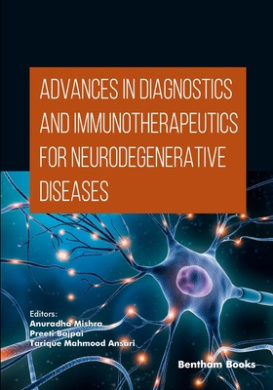 ADVANCES IN DIAGNOSTICS
AND IMMUNOTHERAPEUTICS
FOR NEURODEGENERATIVE
DISEASES
Editors:
Anuradha Mishra
Preeti Bajpai
Tarique Mahmood Ansari
Bentham Books